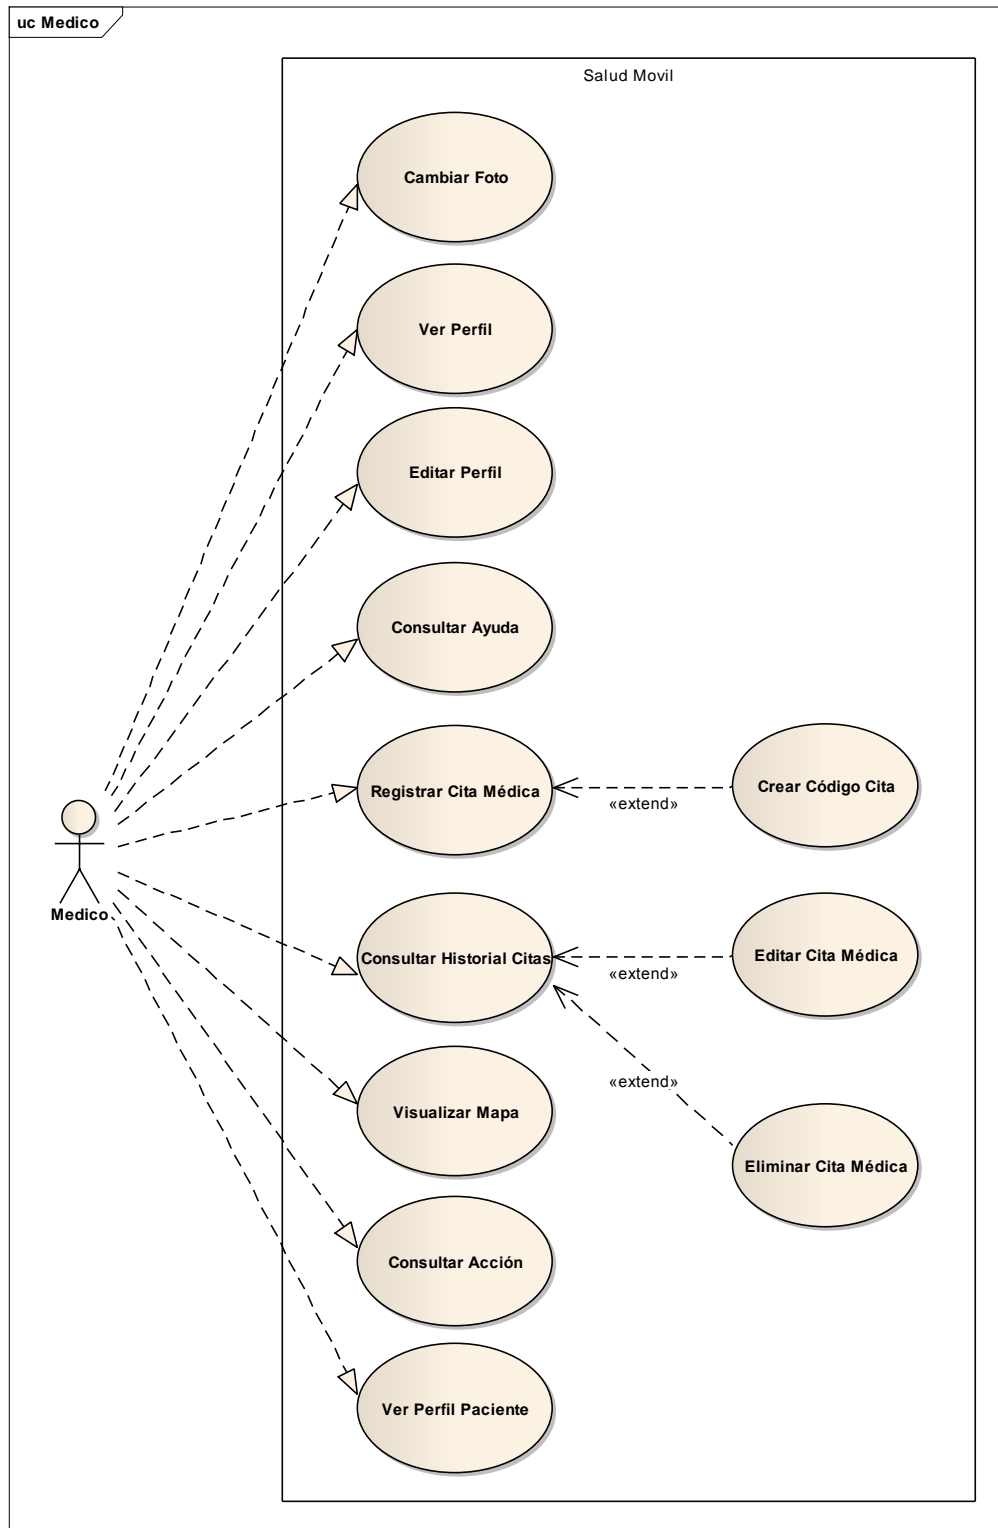 uc Medico
Salud Movil
Cambiar Foto
Ver Perfil
Editar Perfil
Consultar Ayuda
Registrar Cita Médica
«extend»
Crear Código Cita
Medico
Consultar Historial Citas
«extend»
Editar Cita Médica
«extend»
Visualizar Mapa
Eliminar Cita Médica
Consultar Acción
Ver Perfil Paciente